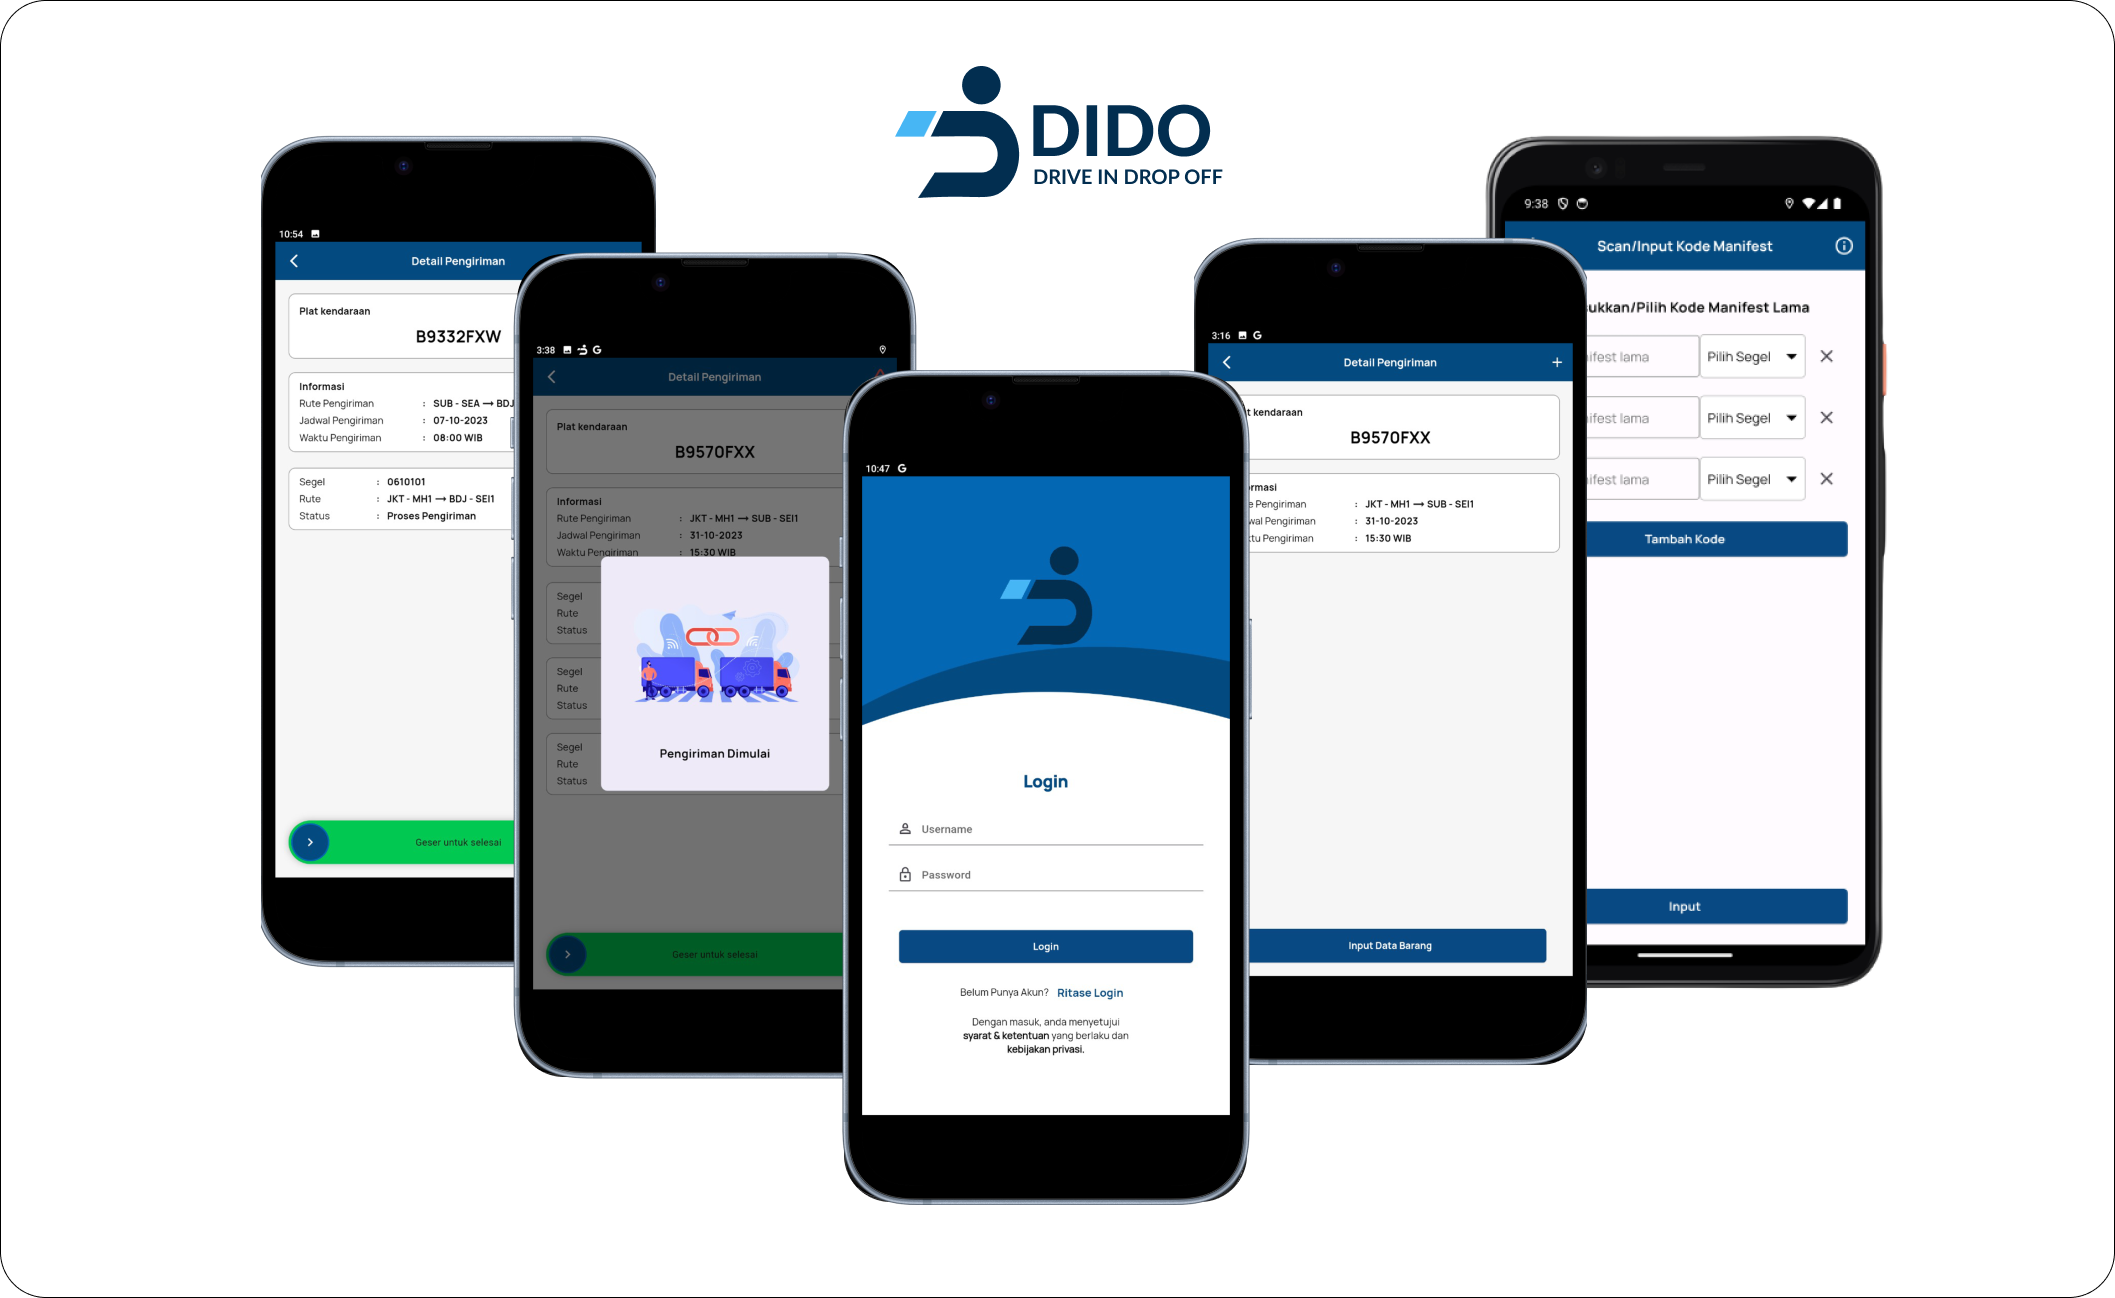 DIDO
DRIVE IN DROP OFF
10:54
Detail Pengiriman
Plat kendaraan
B9332FXW
Informasi
Rute Pengiriman : SUB - SEA → BDJ
Jadwal Pengiriman : 07-10-2023
Waktu Pengiriman : 08:00 WIB
Segel : 0610101
Rute : JKT - MH1 → BDJ - SEI1
Status : Proses Pengiriman
Geser untuk selesai
3:38 G
Detail Pengiriman
Plat kendaraan
B9570FXX
Informasi
Rute Pengiriman : JKT - MH1 → SUB - SEI1
Jadwal Pengiriman : 31-10-2023
Waktu Pengiriman : 15:30 WIB
Segel
Rute
Status
Segel
Rute
Status
Segel
Rute
Status
Pengiriman Dimulai
Geser untuk selesai
10:47 G
Login
Username
Password
Login
Belum Punya Akun? Ritase Login
Dengan masuk, anda menyetujui
syarat & ketentuan yang berlaku dan
kebijakan privasi.
3:16 G
Detail Pengiriman +
t kendaraan
B9570FXX
rmasi
e Pengiriman : JKT - MH1 → SUB - SEI1
wal Pengiriman : 31-10-2023
tu Pengiriman : 15:30 WIB
Input Data Barang
9:38
Scan/Input Kode Manifest
ukkan/Pilih Kode Manifest Lama
ifest lama Pilih Segel
ifest lama Pilih Segel
ifest lama Pilih Segel
Tambah Kode
Input